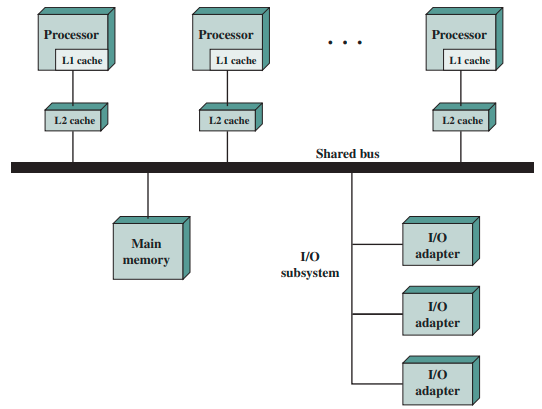 Processor
L1 cache
Processor
L1 cache
. . .
Processor
L1 cache
L2 cache
L2 cache
L2 cache
Shared bus
Main
memory
I/O
subsystem
I/O
adapter
I/O
adapter
I/O
adapter